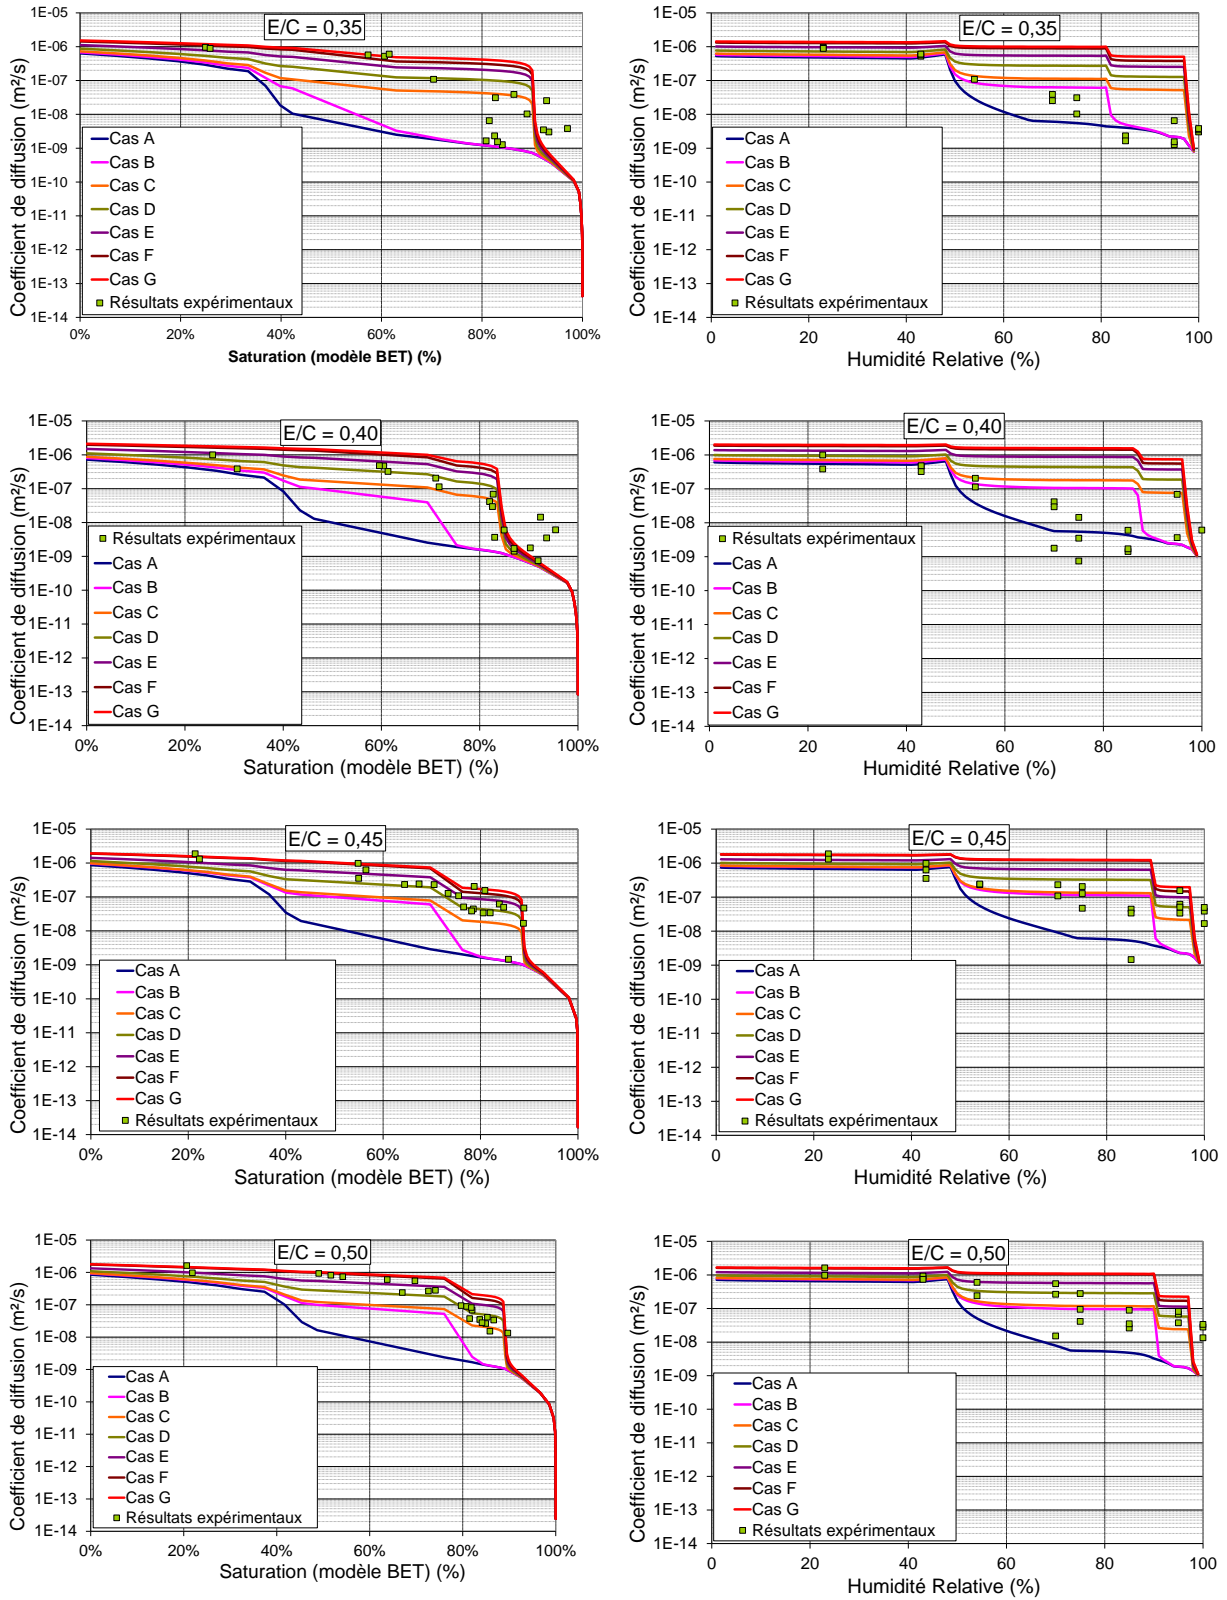 E/C = 0,35
Coefficient de diffusion (m²/s)
1E-05
1E-06
1E-07
1E-08
1E-09
1E-10
1E-11
1E-12
1E-13
1E-14
Cas A
Cas B
Cas C
Cas D
Cas E
Cas F
Cas G
Résultats expérimentaux
0% 20% 40% 60% 80% 100%
Saturation (modèle BET) (%)
E/C = 0,35
Coefficient de diffusion (m²/s)
1E-05
1E-06
1E-07
1E-08
1E-09
1E-10
1E-11
1E-12
1E-13
1E-14
Cas A
Cas B
Cas C
Cas D
Cas E
Cas F
Cas G
Résultats expérimentaux
0 20 40 60 80 100
Humidité Relative (%)
E/C = 0,40
Coefficient de diffusion (m²/s)
1E-05
1E-06
1E-07
1E-08
1E-09
1E-10
1E-11
1E-12
1E-13
1E-14
Résultats expérimentaux
Cas A
Cas B
Cas C
Cas D
Cas E
Cas F
Cas G
0% 20% 40% 60% 80% 100%
Saturation (modèle BET) (%)
E/C = 0,40
Coefficient de diffusion (m²/s)
1E-05
1E-06
1E-07
1E-08
1E-09
1E-10
1E-11
1E-12
1E-13
1E-14
Résultats expérimentaux
Cas A
Cas B
Cas C
Cas D
Cas E
Cas F
Cas G
0 20 40 60 80 100
Humidité Relative (%)
E/C = 0,45
Coefficient de diffusion (m²/s)
1E-05
1E-06
1E-07
1E-08
1E-09
1E-10
1E-11
1E-12
1E-13
1E-14
Cas A
Cas B
Cas C
Cas D
Cas E
Cas F
Cas G
Résultats expérimentaux
0% 20% 40% 60% 80% 100%
Saturation (modèle BET) (%)
E/C = 0,45
Coefficient de diffusion (m²/s)
1E-05
1E-06
1E-07
1E-08
1E-09
1E-10
1E-11
1E-12
1E-13
1E-14
Cas A
Cas B
Cas C
Cas D
Cas E
Cas F
Cas G
Résultats expérimentaux
0 20 40 60 80 100
Humidité Relative (%)
E/C = 0,50
Coefficient de diffusion (m²/s)
1E-05
1E-06
1E-07
1E-08
1E-09
1E-10
1E-11
1E-12
1E-13
1E-14
Cas A
Cas B
Cas C
Cas D
Cas E
Cas F
Cas G
Résultats expérimentaux
0% 20% 40% 60% 80% 100%
Saturation (modèle BET) (%)
E/C = 0,50
Coefficient de diffusion (m²/s)
1E-05
1E-06
1E-07
1E-08
1E-09
1E-10
1E-11
1E-12
1E-13
1E-14
Cas A
Cas B
Cas C
Cas D
Cas E
Cas F
Cas G
Résultats expérimentaux
0 20 40 60 80 100
Humidité Relative (%)